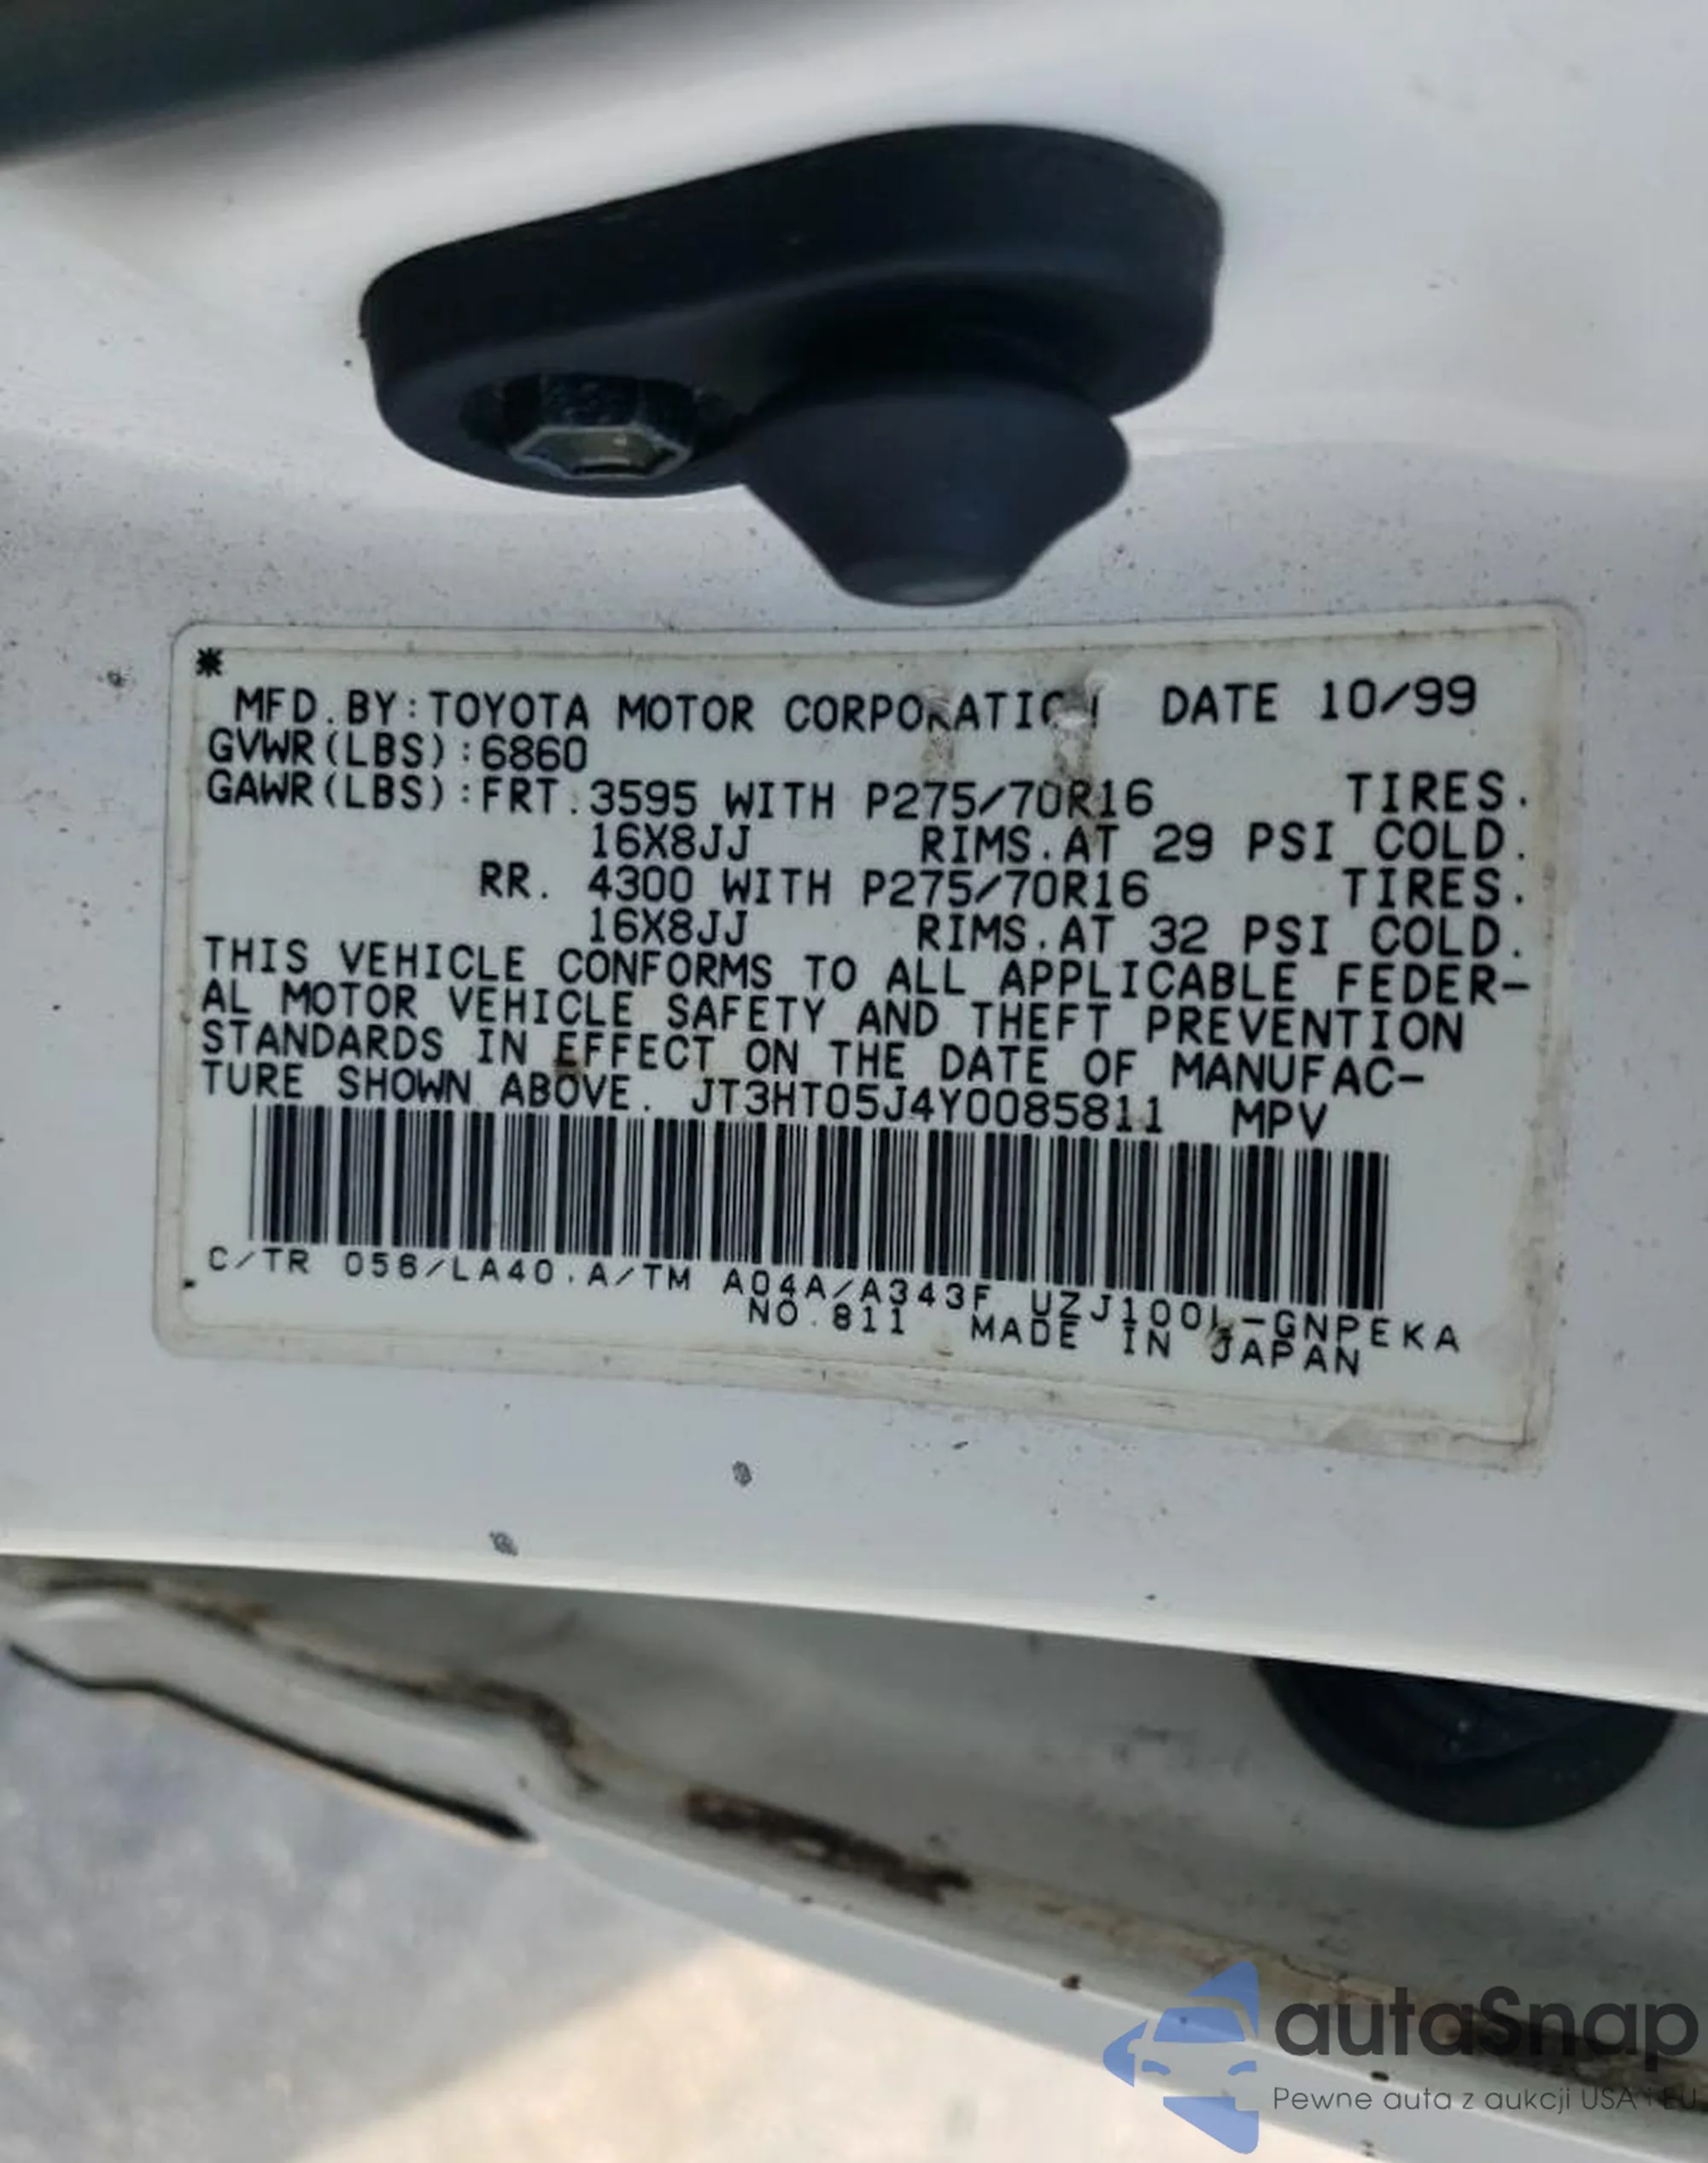 *
MFD.BY:TOYOTA MOTOR CORPORATION DATE 10/99
GVWR(LBS):6860
GAWR(LBS):FRT.3595 WITH P275/70R16 TIRES.
16X8JJ RIMS.AT 29 PSI COLD.
RR. 4300 WITH P275/70R16 TIRES.
16X8JJ RIMS.AT 32 PSI COLD.
THIS VEHICLE CONFORMS TO ALL APPLICABLE FEDER-
AL MOTOR VEHICLE SAFETY AND THEFT PREVENTION
STANDARDS IN EFFECT ON THE DATE OF MANUFAC-
TURE SHOWN ABOVE. JT3HT05J4Y0085811 MPV
C/TR 056/LA40.A/TM A04A/A343F UZJ100L-GNPEKA
NO.811 MADE IN JAPAN
autaSnap
Pewne auta z aukcji USA i EU